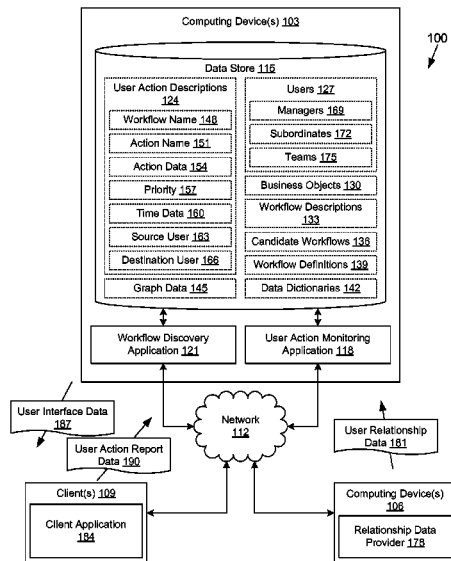 Computing Device(s) 103
100
Data Store 115
User Action Descriptions
124
Workflow Name 148
Action Name 151
Action Data 154
Priority 157
Time Data 160
Source User 163
Destination User 166
Graph Data 145
Users
127
Managers
169
Subordinates
172
Teams
175
Business Objects 130
Workflow Descriptions
133
Candidate Workflows 136
Workflow Definitions 139
Data Dictionaries 142
Workflow Discovery
Application 121
User Action Monitoring
Application 118
User Interface Data
187
User Action Report
Data 190
Network
112
User Relationship
Data 181
Client(s) 109
Client Application
184
Computing Device(s)
106
Relationship Data
Provider 178